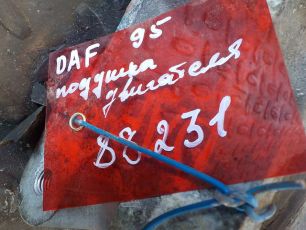 DAF 95
подушка
двигателя
88231